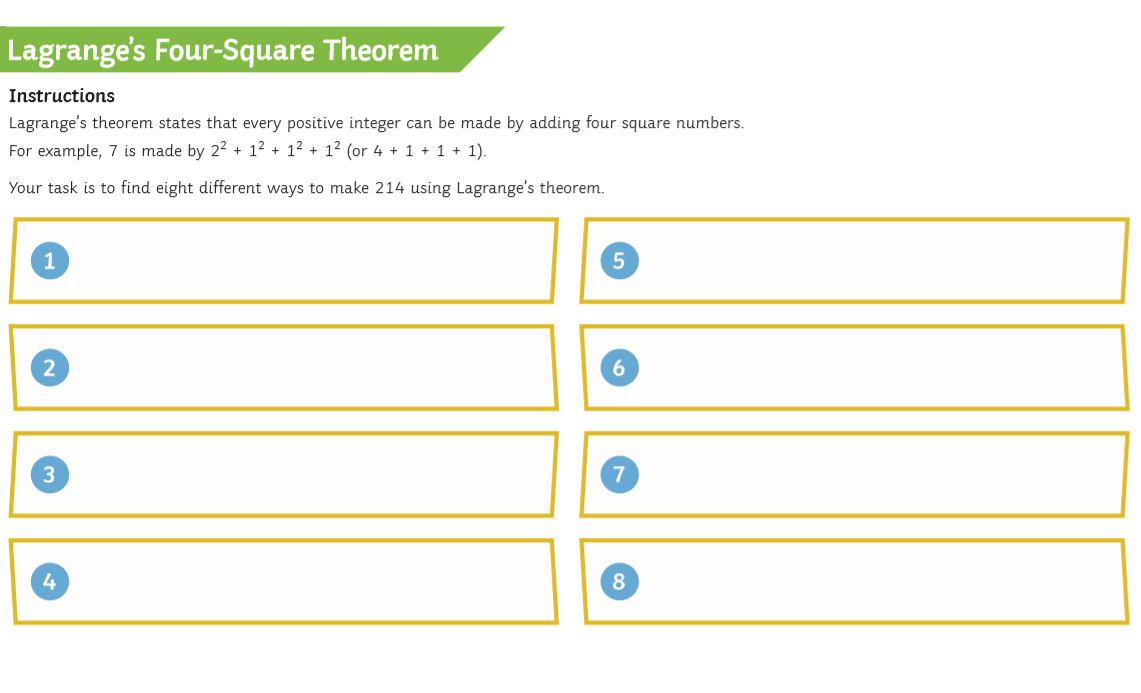 Lagrange’s Four-Square Theorem
Instructions
Lagrange’s theorem states that every positive integer can be made by adding four square numbers.
For example, 7 is made by 2² + 1² + 1² + 1² (or 4 + 1 + 1 + 1).
Your task is to find eight different ways to make 214 using Lagrange’s theorem.
1
2
3
4
5
6
7
8